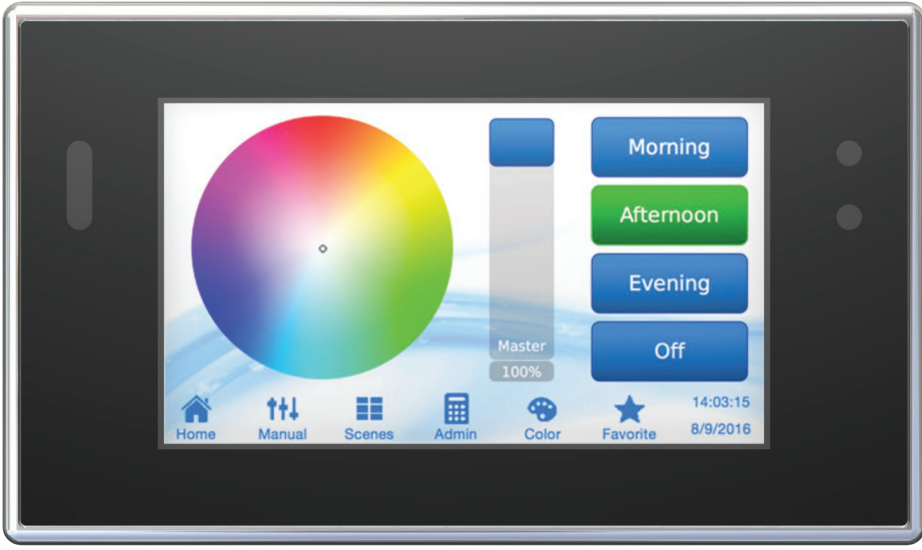 Morning
Afternoon
Evening
Off
Master
100%
Home
Manual
Scenes
Admin
Color
Favorite
14:03:15
8/9/2016